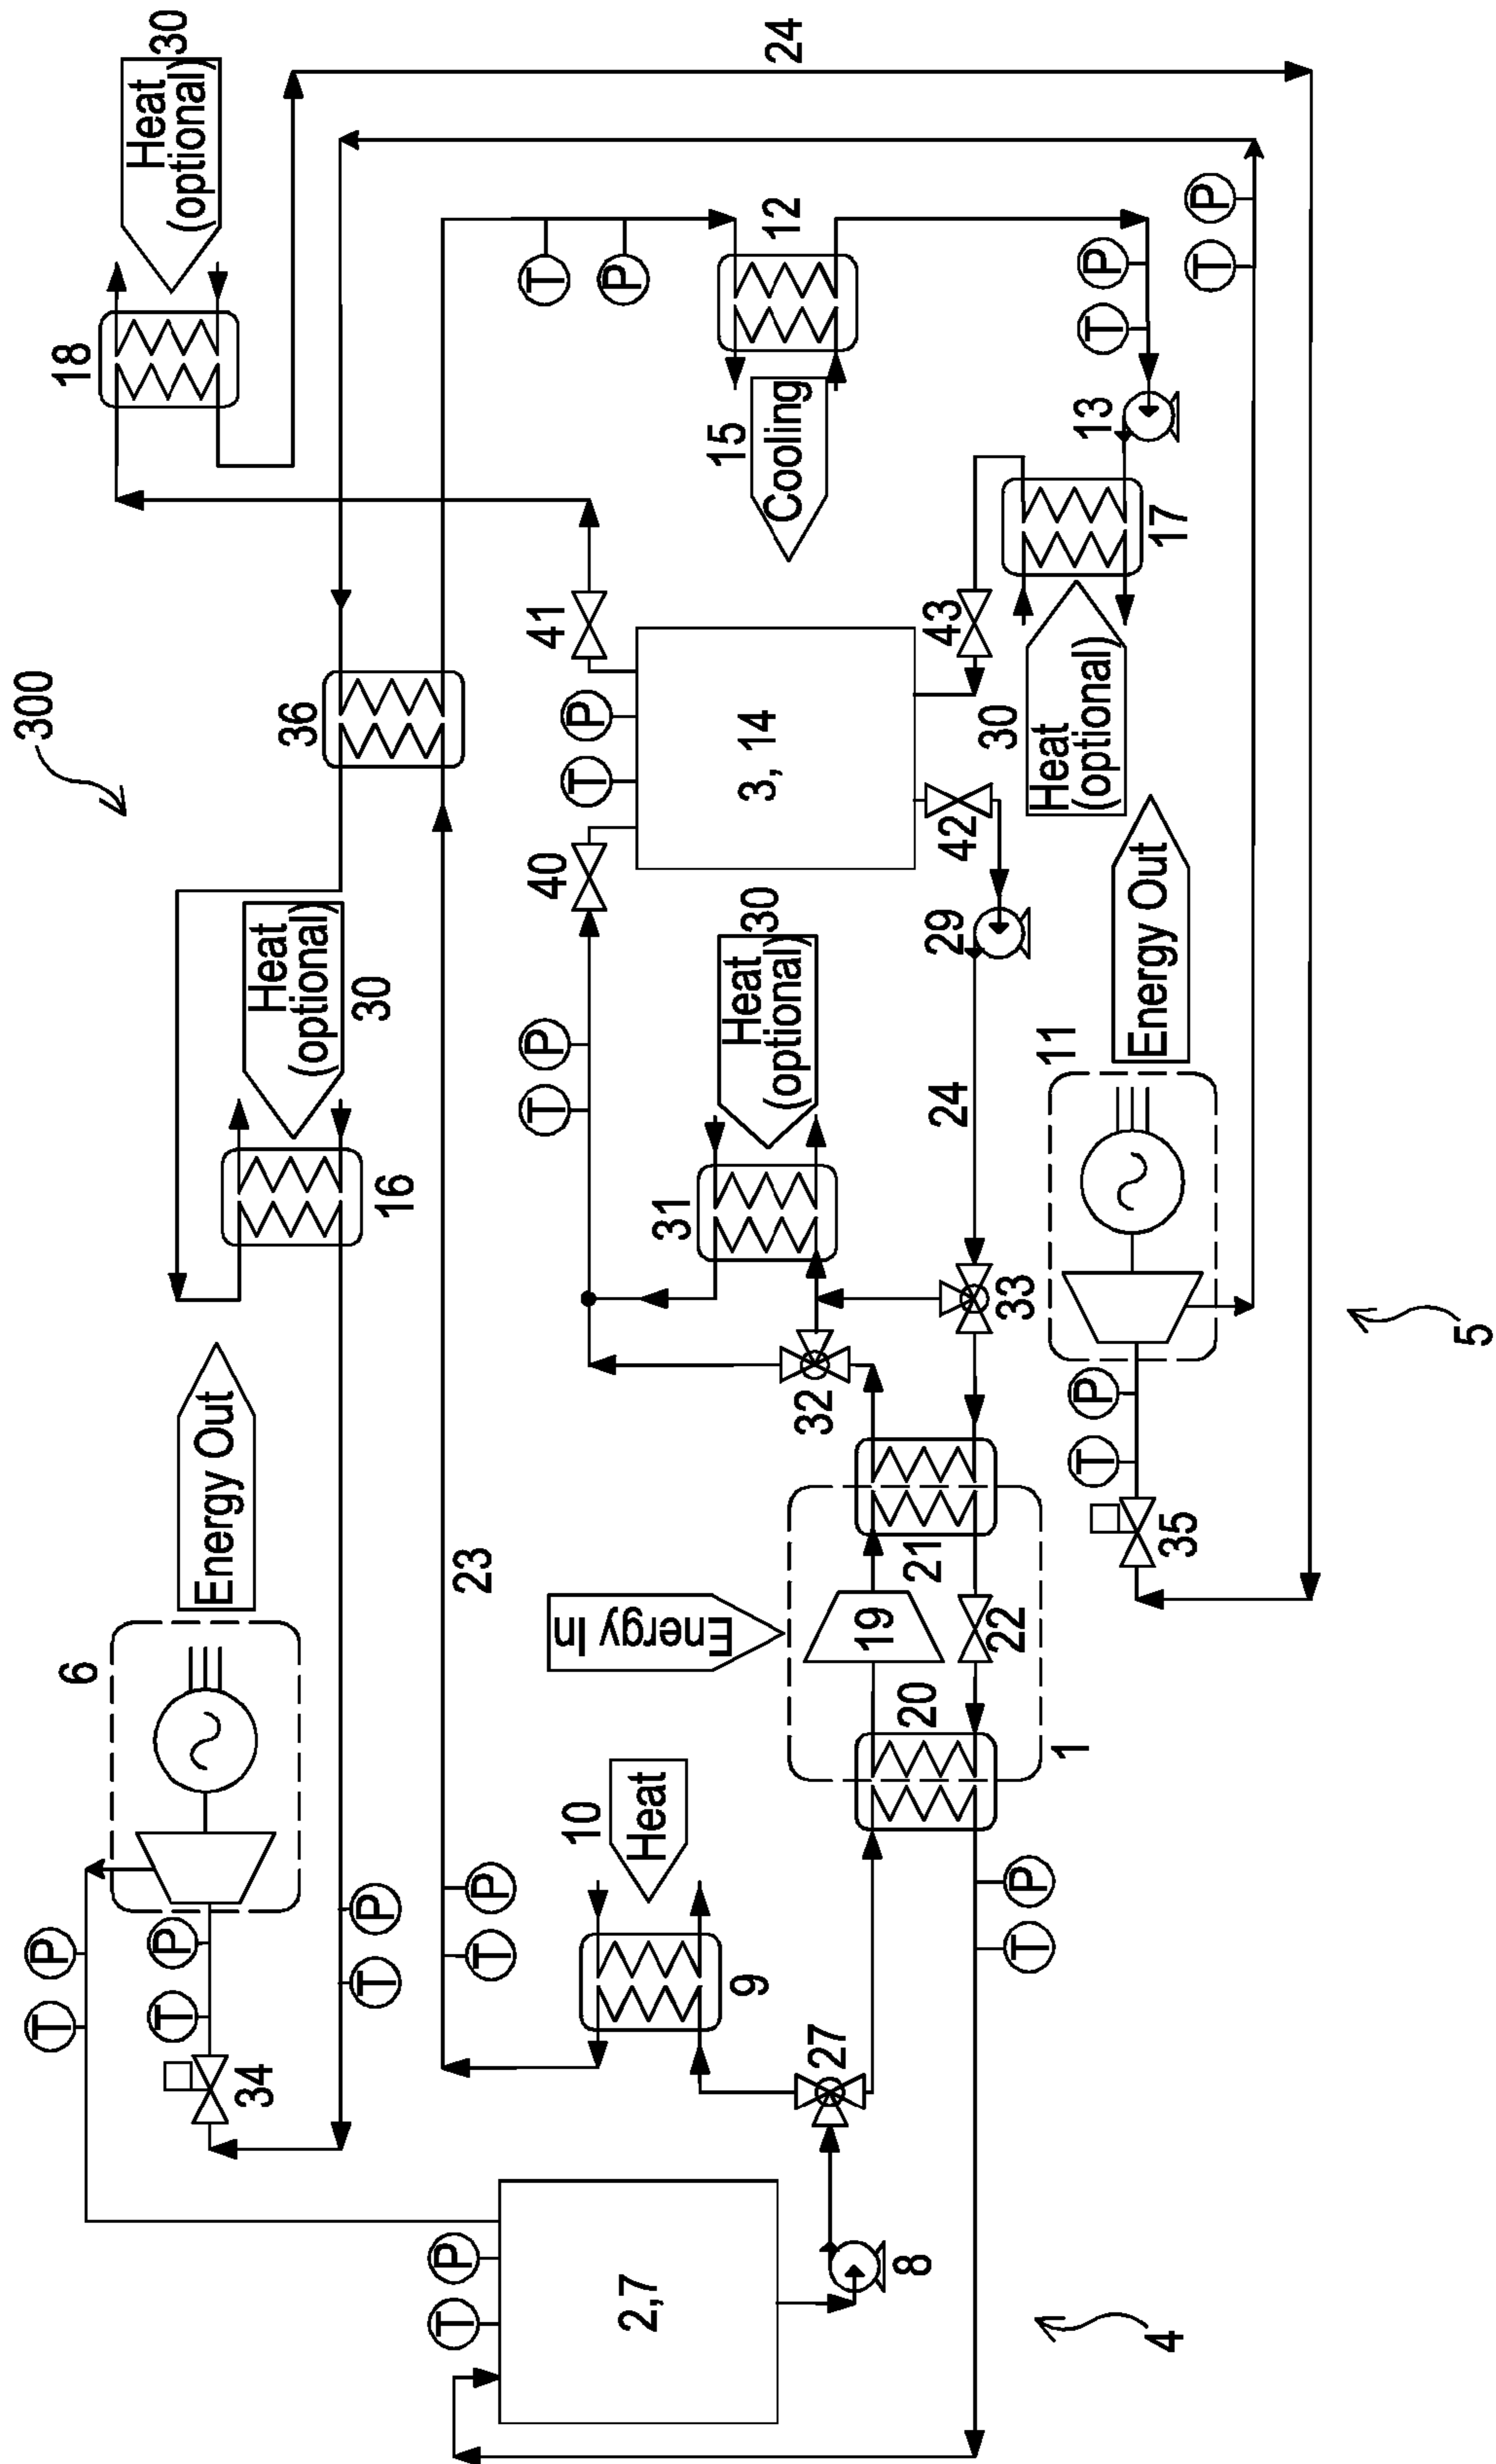 300
T
P
6
18
Heat
(optional)
30
T
P
Energy Out
34
Heat
(optional)
30
36
T
P
16
T
P
T
P
23
10
Heat
Energy In
T
P
40
T
P
41
T
P
2,7
9
31
Heat
(optional)
30
3, 14
15
Cooling
12
24
27
32
19
20
21
8
22
24
29
42
43
T
P
1
33
30
Heat
(optional)
17
13
T
P
11
T
P
Energy Out
35
T
P
4
5